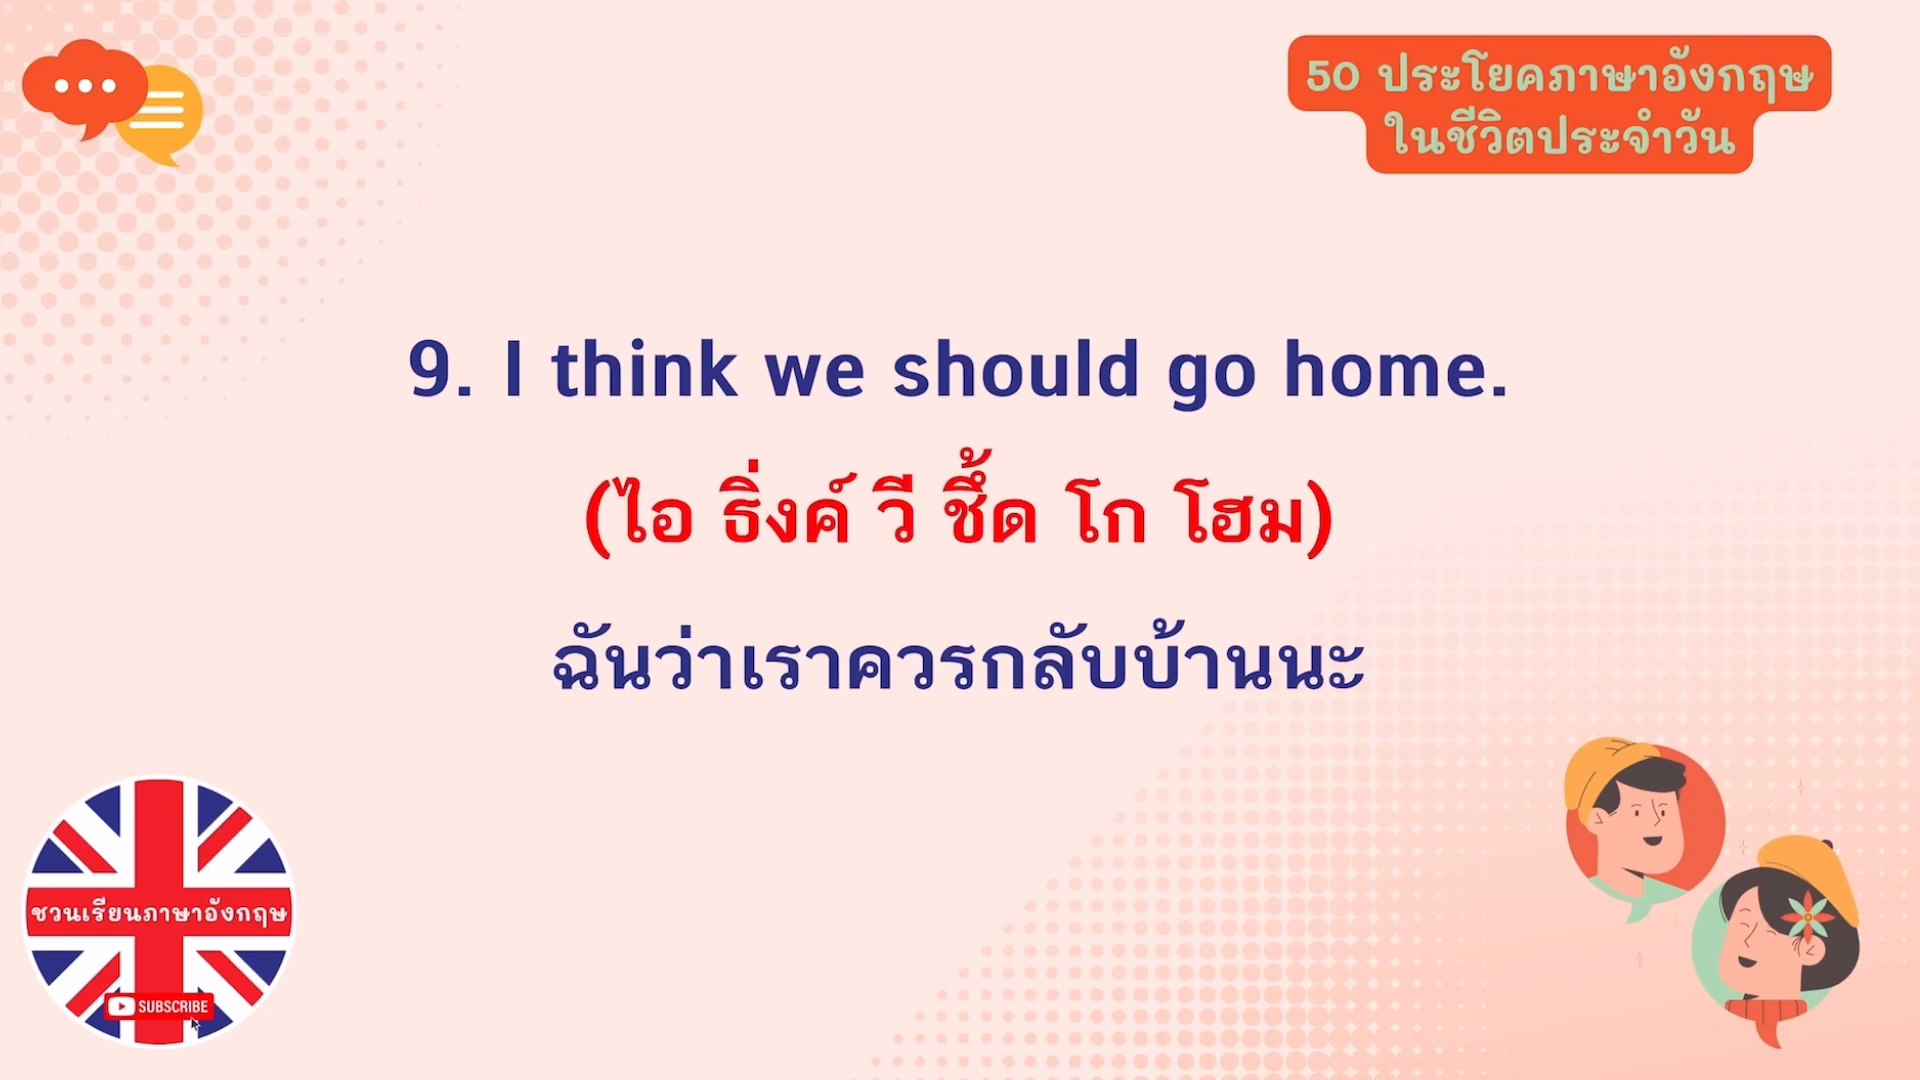 50 ประโยคภาษาอังกฤษ
ในชีวิตประจำวัน
9. I think we should go home.
(ไอ ธิ่งค์ วี ชึ้ด โก โฮม)
ฉันว่าเราควรกลับบ้านนะ
ชวนเรียนภาษาอังกฤษ
SUBSCRIBE